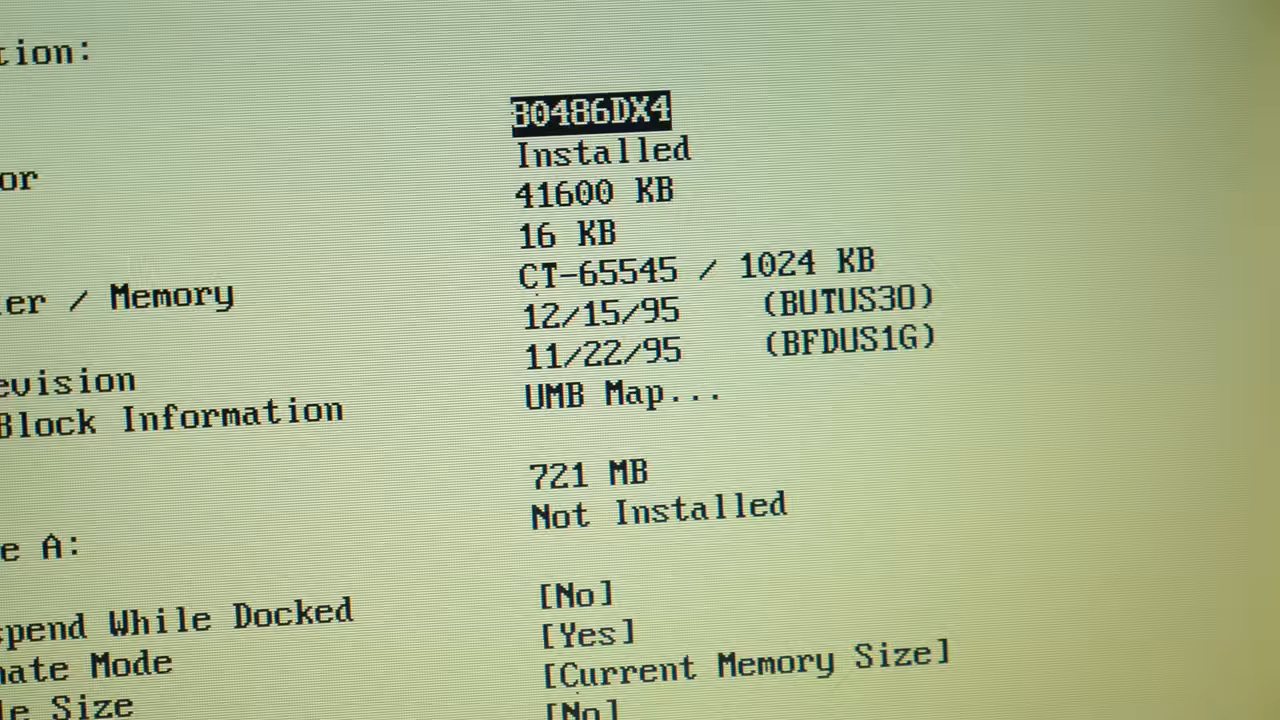 tion:
80486DX4
Installed
or
41600 KB
16 KB
er / Memory CT-65545 / 1024 KB
12/15/95 (BUTUS30)
evision 11/22/95 (BFDUS1G)
Block Information UMB Map...
721 MB
e A: Not Installed
spend While Docked [No]
nate Mode [Yes]
le Size [Current Memory Size]
[No]